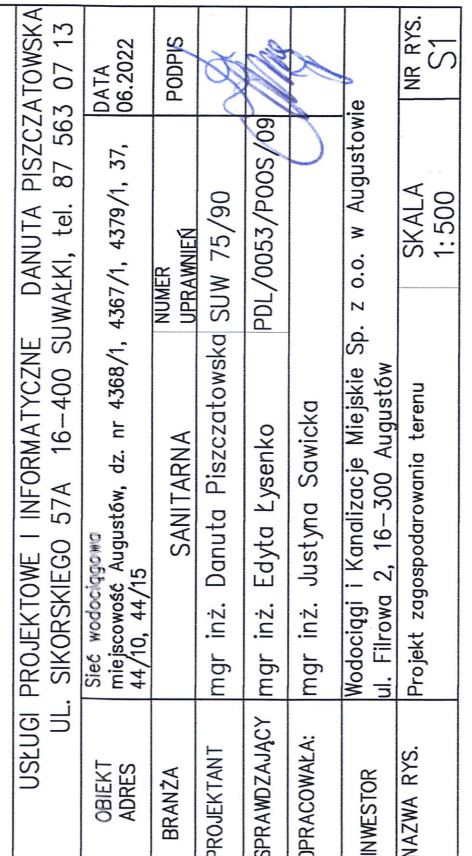 USŁUGI PROJEKTOWE I INFORMATYCZNE DANUTA PISZCZATOWSKA
UL. SIKORSKIEGO 57A 16-400 SUWAŁKI, tel. 87 563 07 13
OBIEKT
ADRES
Sieć wodociągowa
miejscowość Augustów, dz. nr 4368/1, 4367/1, 4379/1, 37,
44/10, 44/15
DATA
06.2022
BRANŻA
SANITARNA
NUMER
UPRAWNIEŃ
PODPIS
PROJEKTANT
mgr inż. Danuta Piszczatowska
SUW 75/90
SPRAWDZAJĄCY
mgr inż. Edyta Łysenko
PDL/0053/POOS/09
OPRACOWAŁA:
mgr inż. Justyna Sawicka
INWESTOR
Wodociągi i Kanalizacje Miejskie Sp. z o.o. w Augustowie
ul. Filrowa 2, 16-300 Augustów
NAZWA RYS.
Projekt zagospodarowania terenu
SKALA
1:500
NR RYS.
S1